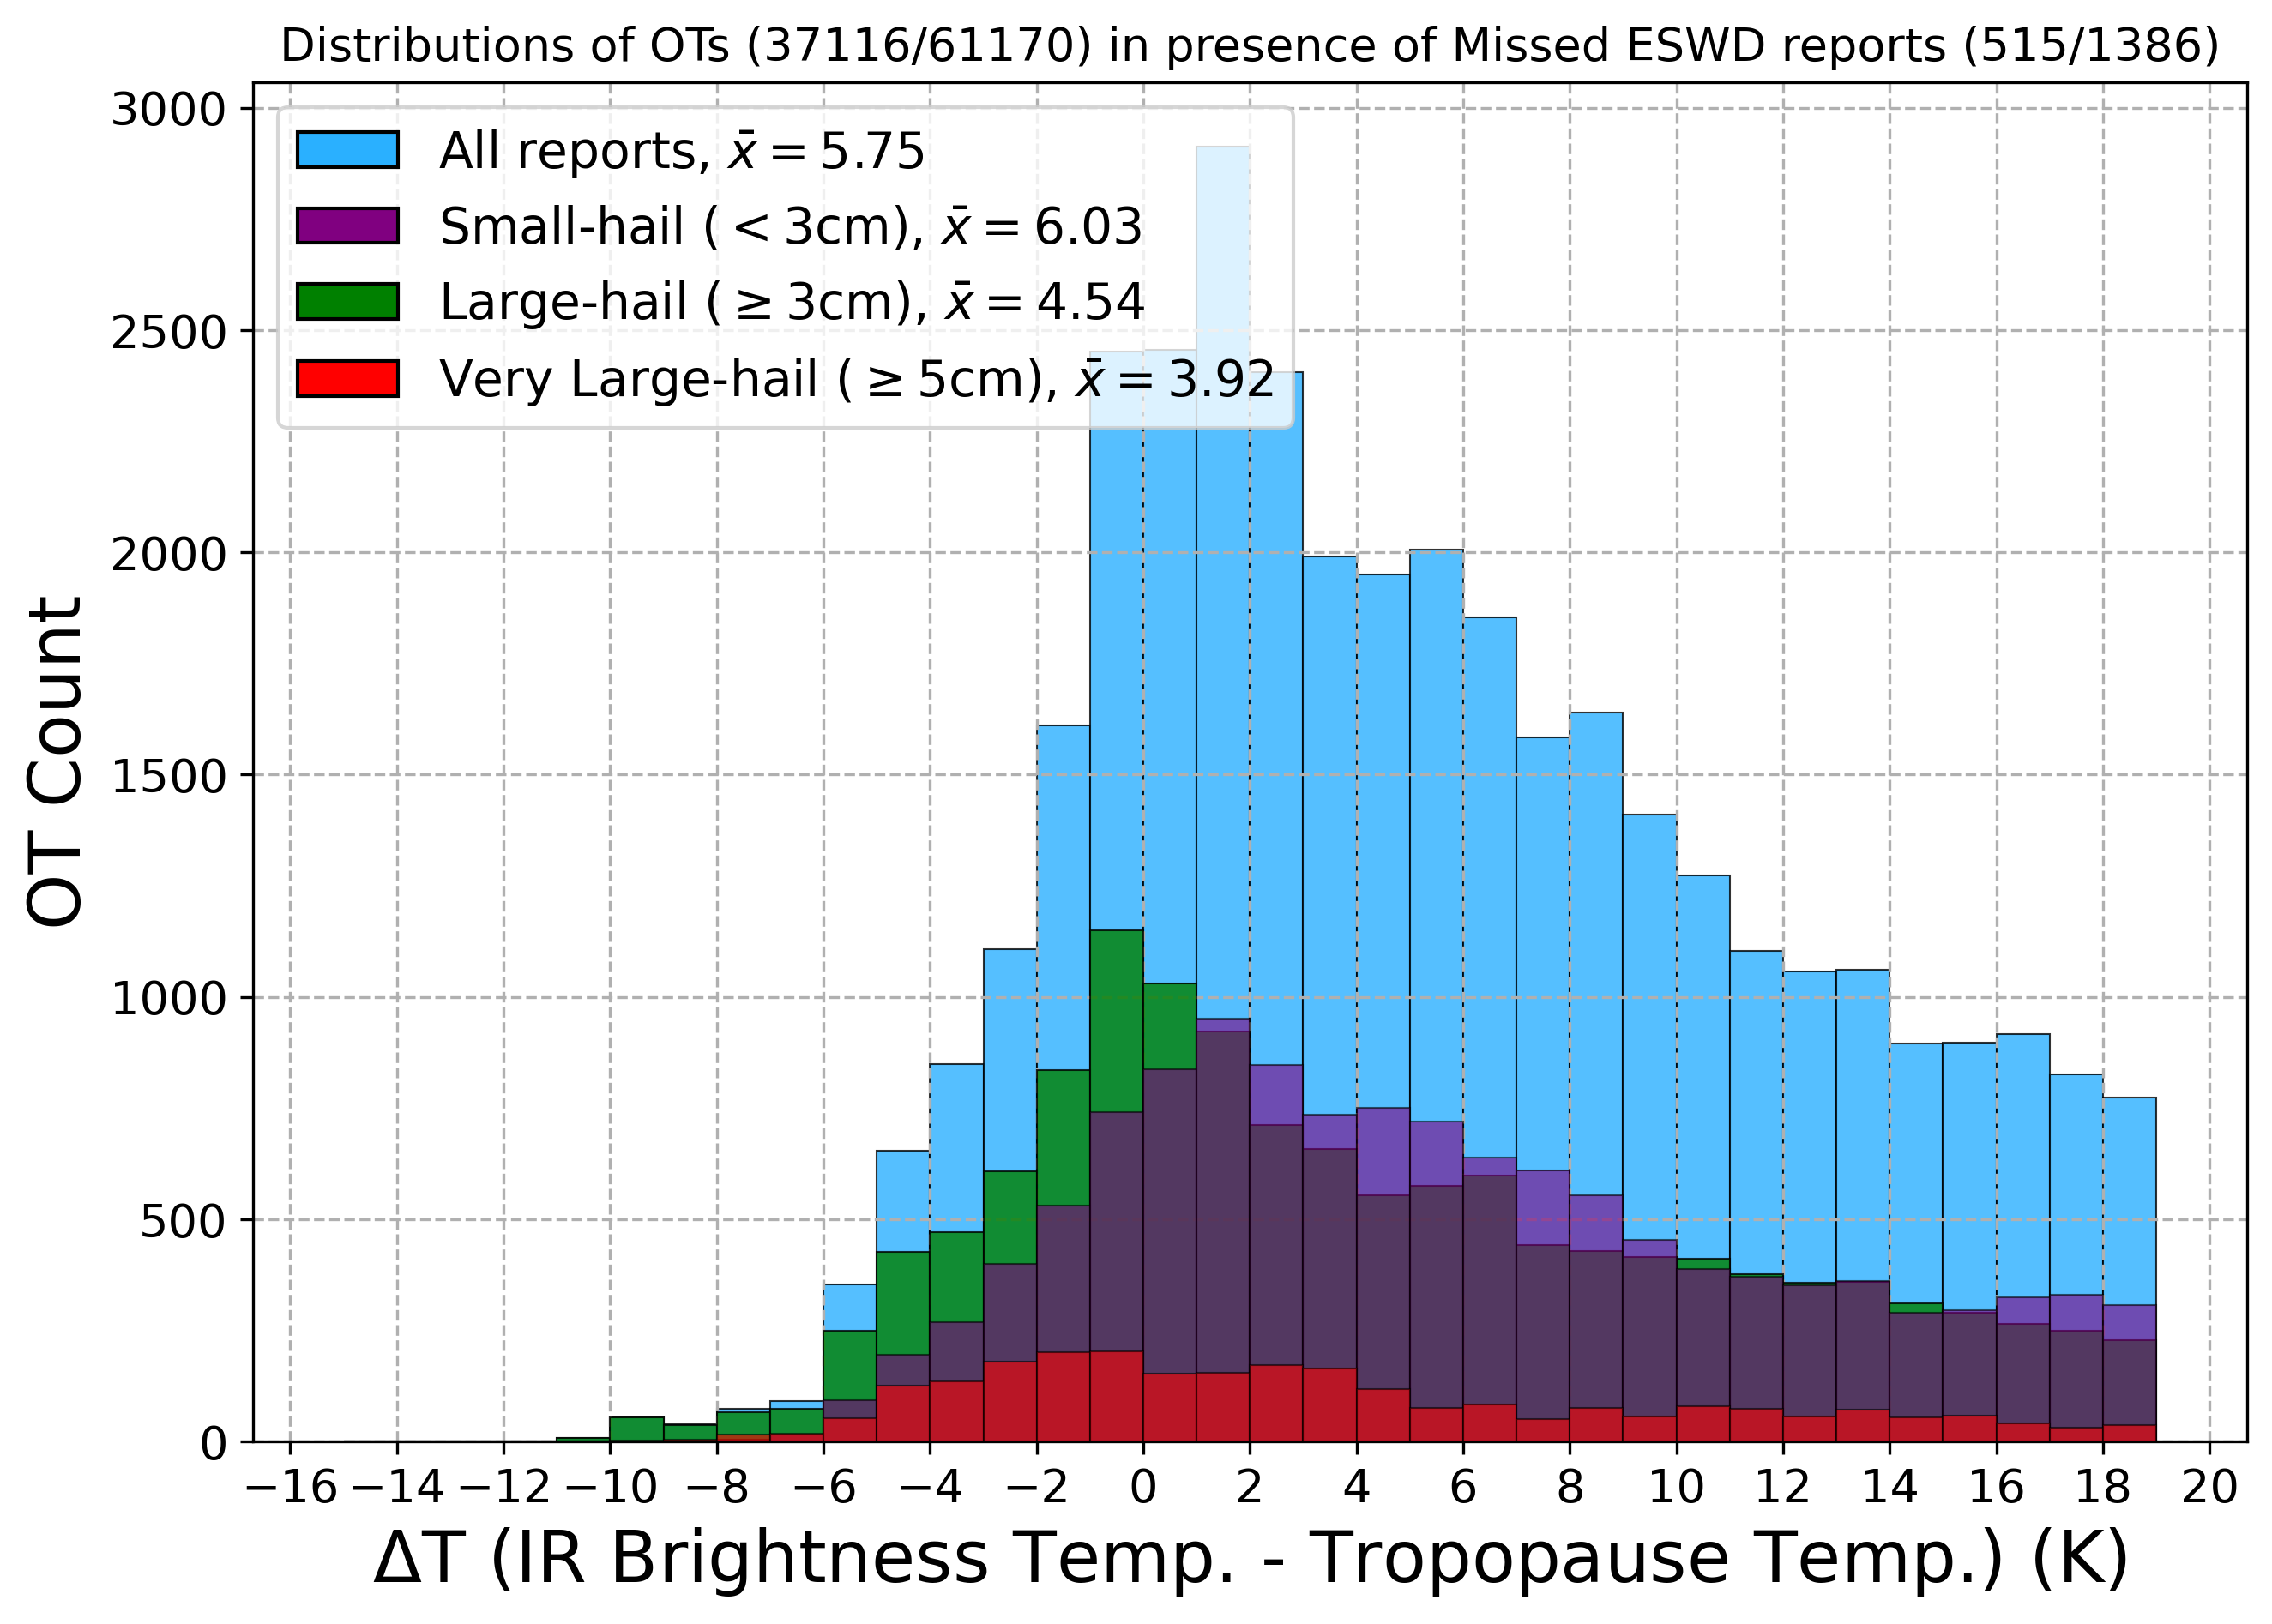 Distributions of OTs (37116/61170) in presence of Missed ESWD reports (515/1386)
3000
2500
2000
1500
1000
500
0
OT Count
All reports, x̄ = 5.75
Small-hail ( < 3cm), x̄ = 6.03
Large-hail ( ≥ 3cm), x̄ = 4.54
Very Large-hail ( ≥ 5cm), x̄ = 3.92
−16 −14 −12 −10 −8 −6 −4 −2 0 2 4 6 8 10 12 14 16 18 20
ΔT (IR Brightness Temp. - Tropopause Temp.) (K)